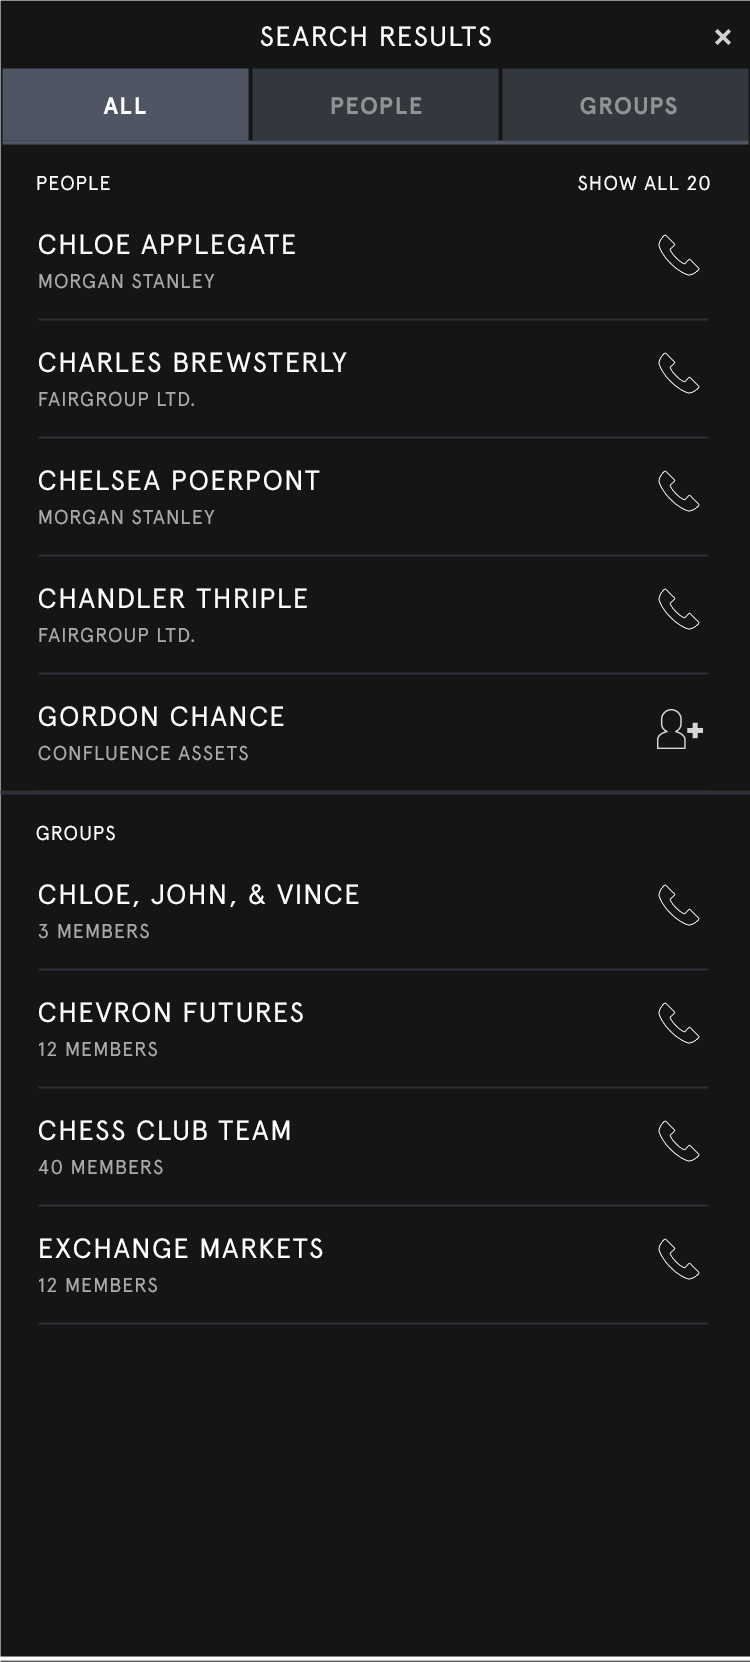 SEARCH RESULTS ×
ALL PEOPLE GROUPS
PEOPLE SHOW ALL 20
CHLOE APPLEGATE
MORGAN STANLEY
CHARLES BREWSTERLY
FAIRGROUP LTD.
CHELSEA POERPONT
MORGAN STANLEY
CHANDLER THRIPLE
FAIRGROUP LTD.
GORDON CHANCE
CONFLUENCE ASSETS
GROUPS
CHLOE, JOHN, & VINCE
3 MEMBERS
CHEVRON FUTURES
12 MEMBERS
CHESS CLUB TEAM
40 MEMBERS
EXCHANGE MARKETS
12 MEMBERS